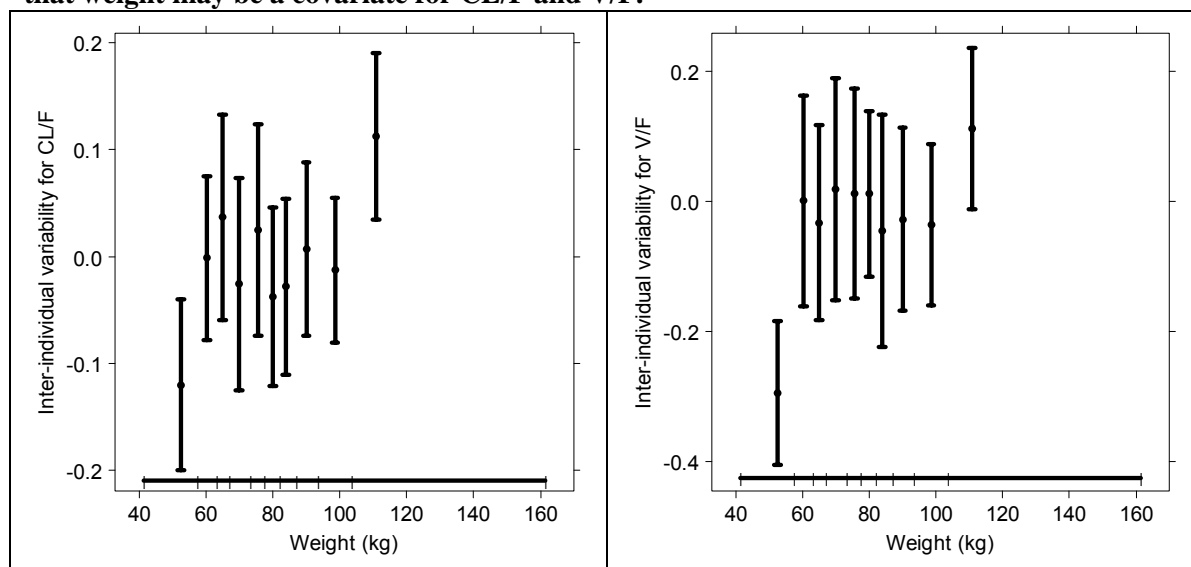 that weight may be a covariate for CL/F and V/F.
Inter-individual variability for CL/F
0.2
0.1
0.0
-0.1
-0.2
40 60 80 100 120 140 160
Weight (kg)
Inter-individual variability for V/F
0.2
0.0
-0.2
-0.4
40 60 80 100 120 140 160
Weight (kg)